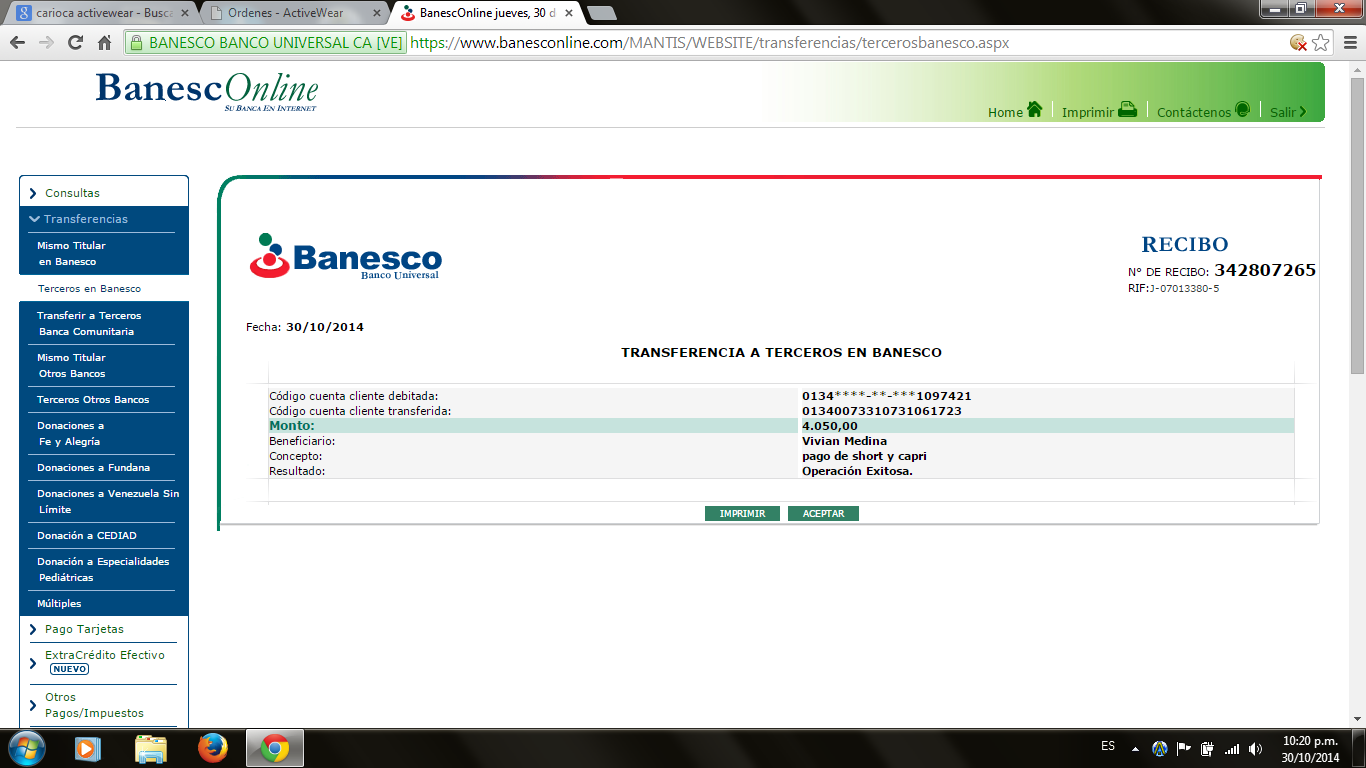 carioca activewear - Busca
Ordenes - ActiveWear
BanescOnline jueves, 30 d
BANESCO BANCO UNIVERSAL CA [VE] https://www.banesconline.com/MANTIS/WEBSITE/transferencias/tercerosbanesco.aspx
BanescOnline
SU BANCA EN INTERNET
Home Imprimir Contáctenos Salir
Consultas
Transferencias
Mismo Titular
en Banesco
Terceros en Banesco
Transferir a Terceros
Banca Comunitaria
Mismo Titular
Otros Bancos
Terceros Otros Bancos
Donaciones a
Fe y Alegría
Donaciones a Fundana
Donaciones a Venezuela Sin
Límite
Donación a CEDIAD
Donación a Especialidades
Pediátricas
Múltiples
Pago Tarjetas
ExtraCrédito Efectivo
NUEVO
Otros
Pagos/Impuestos
Banesco
Banco Universal
RECIBO
N° DE RECIBO: 342807265
RIF:J-07013380-5
Fecha: 30/10/2014
TRANSFERENCIA A TERCEROS EN BANESCO
Código cuenta cliente debitada: 0134****-**-***1097421
Código cuenta cliente transferida: 01340073310731061723
Monto: 4.050,00
Beneficiario: Vivian Medina
Concepto: pago de short y capri
Resultado: Operación Exitosa.
IMPRIMIR ACEPTAR
ES
10:20 p.m.
30/10/2014